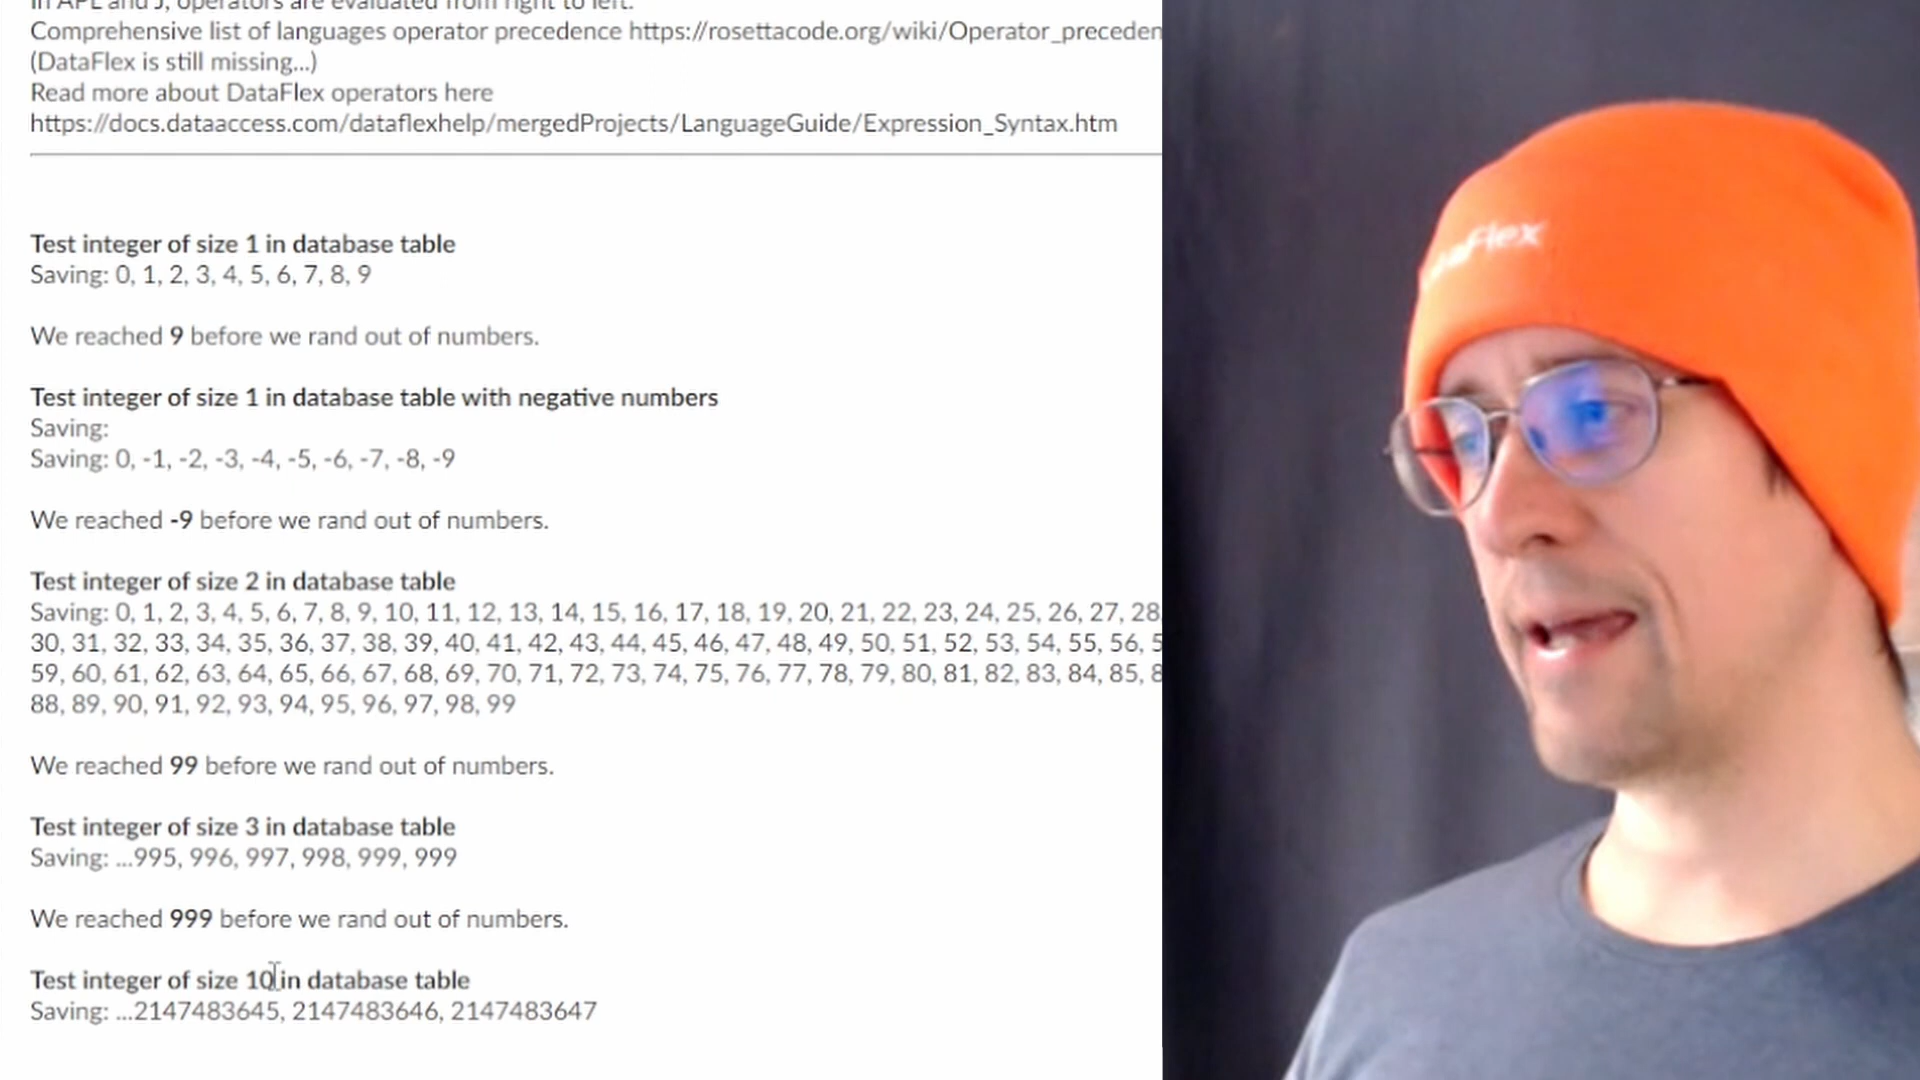 In APL and J, operators are evaluated from right to left.
Comprehensive list of languages operator precedence https://rosettacode.org/wiki/Operator_preceden
(DataFlex is still missing...)
Read more about DataFlex operators here
https://docs.dataaccess.com/dataflexhelp/mergedProjects/LanguageGuide/Expression_Syntax.htm
Test integer of size 1 in database table
Saving: 0, 1, 2, 3, 4, 5, 6, 7, 8, 9
We reached 9 before we rand out of numbers.
Test integer of size 1 in database table with negative numbers
Saving:
Saving: 0, -1, -2, -3, -4, -5, -6, -7, -8, -9
We reached -9 before we rand out of numbers.
Test integer of size 2 in database table
Saving: 0, 1, 2, 3, 4, 5, 6, 7, 8, 9, 10, 11, 12, 13, 14, 15, 16, 17, 18, 19, 20, 21, 22, 23, 24, 25, 26, 27, 28
30, 31, 32, 33, 34, 35, 36, 37, 38, 39, 40, 41, 42, 43, 44, 45, 46, 47, 48, 49, 50, 51, 52, 53, 54, 55, 56, 5
59, 60, 61, 62, 63, 64, 65, 66, 67, 68, 69, 70, 71, 72, 73, 74, 75, 76, 77, 78, 79, 80, 81, 82, 83, 84, 85, 8
88, 89, 90, 91, 92, 93, 94, 95, 96, 97, 98, 99
We reached 99 before we rand out of numbers.
Test integer of size 3 in database table
Saving: ...995, 996, 997, 998, 999, 999
We reached 999 before we rand out of numbers.
Test integer of size 10 in database table
Saving: ...2147483645, 2147483646, 2147483647